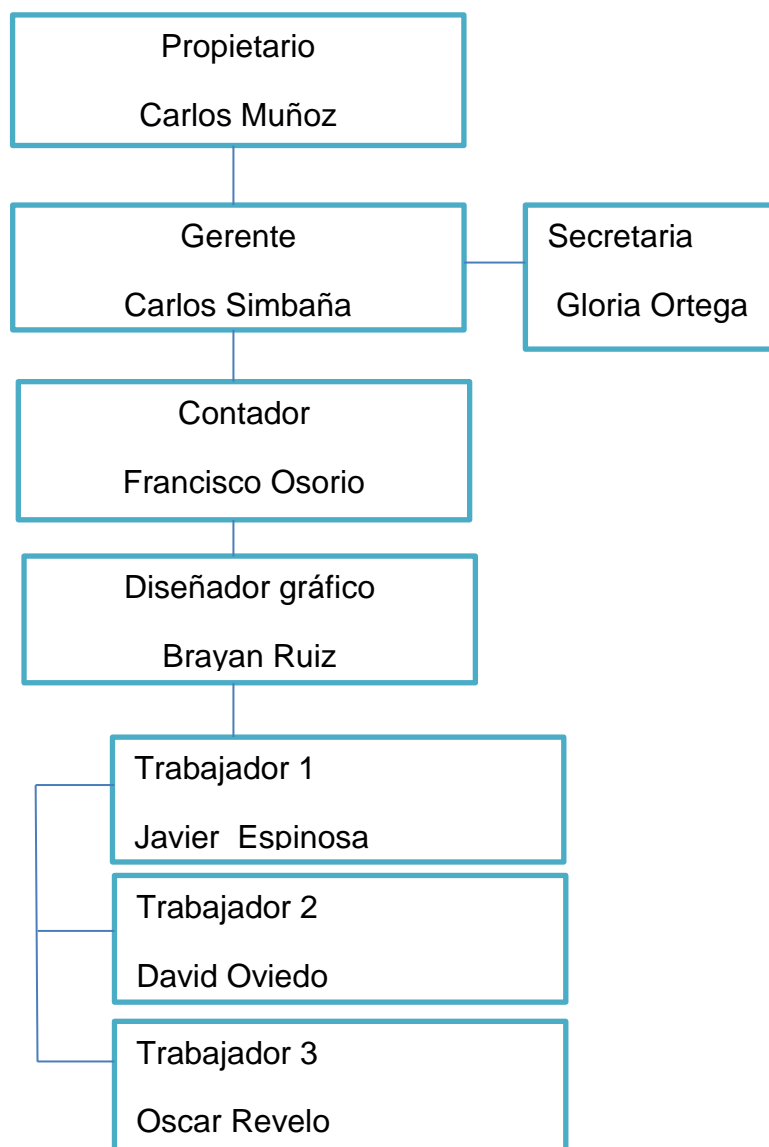 Propietario
Carlos Muñoz
Gerente
Carlos Simbaña
Secretaria
Gloria Ortega
Contador
Francisco Osorio
Diseñador gráfico
Brayan Ruiz
Trabajador 1
Javier Espinosa
Trabajador 2
David Oviedo
Trabajador 3
Oscar Revelo